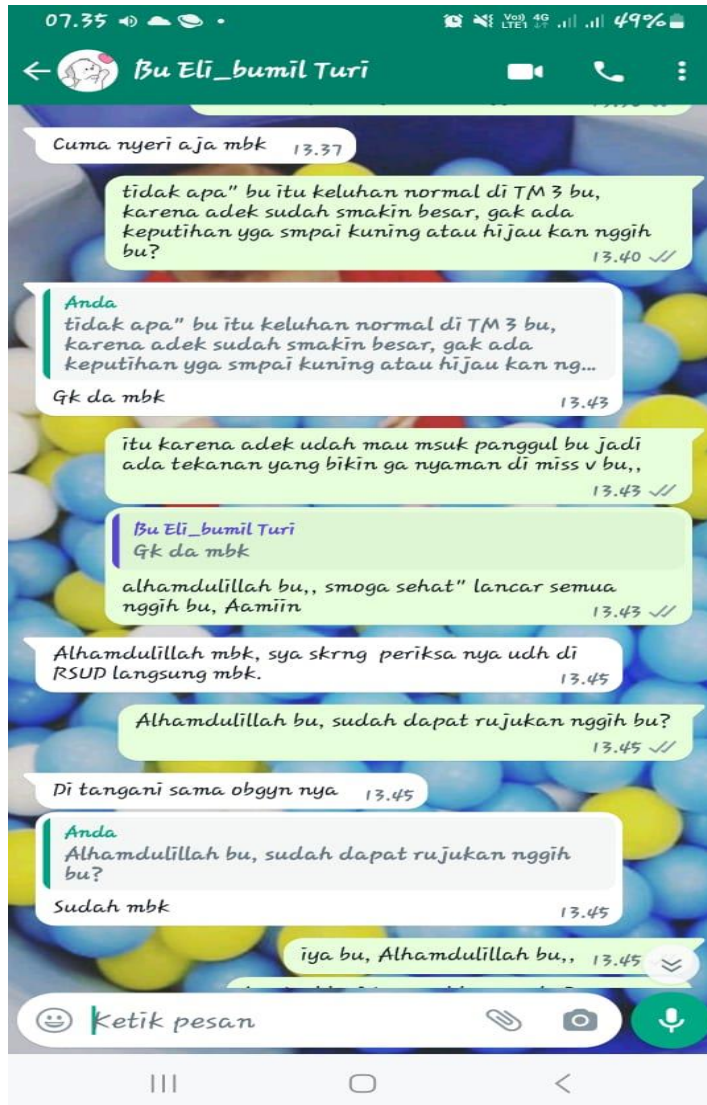 07.35
Vo)) 4G
LTE1
49%
Bu Eli_bumil Turi
Cuma nyeri aja mbk 13.37
tidak apa" bu itu keluhan normal di TM 3 bu,
karena adek sudah smakin besar, gak ada
keputihan yga smpai kuning atau hijau kan nggih
bu?
13.40
Anda
tidak apa" bu itu keluhan normal di TM 3 bu,
karena adek sudah smakin besar, gak ada
keputihan yga smpai kuning atau hijau kan ng...
Gk da mbk
13.43
itu karena adek udah mau msuk panggul bu jadi
ada tekanan yang bikin ga nyaman di miss v bu,,
13.43
Bu Eli_bumil Turi
Gk da mbk
alhamdulillah bu,, smoga sehat" lancar semua
nggih bu, Aamiin
13.43
Alhamdulillah mbk, sya skrng periksa nya udh di
RSUD langsung mbk.
13.45
Alhamdulillah bu, sudah dapat rujukan nggih bu?
13.45
Di tangani sama obgyn nya 13.45
Anda
Alhamdulillah bu, sudah dapat rujukan nggih
bu?
Sudah mbk
13.45
iya bu, Alhamdulillah bu,, 13.45
Ketik pesan